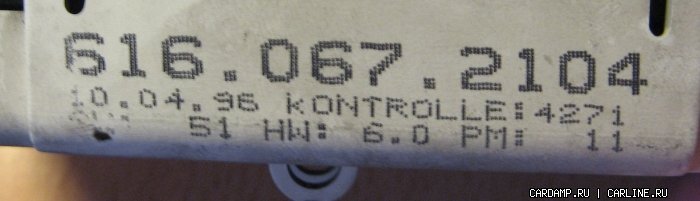 616.067.2104
10.04.96 KONTROLLE:4271
51 HW: 6.0 PM: 11
CARDAMP.RU | CARLINE.RU